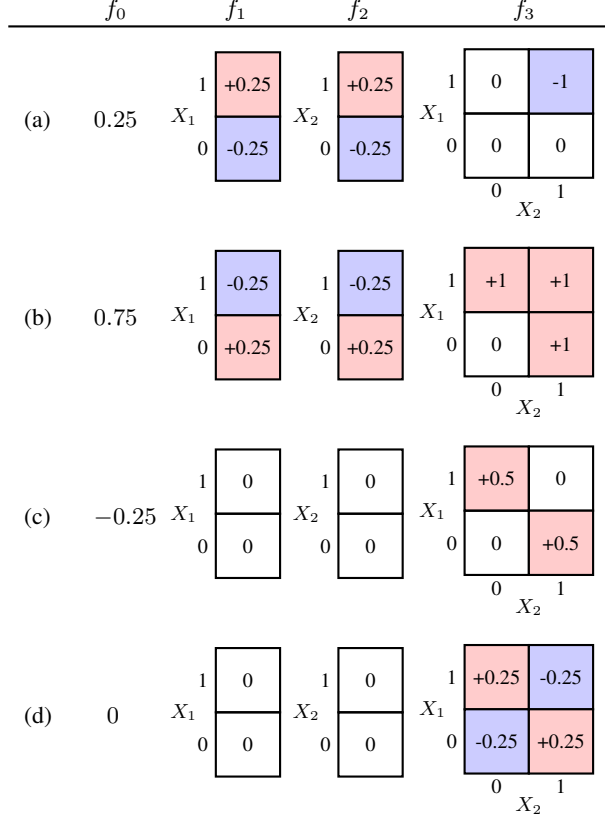 f₀ f₁ f₂ f₃
1 +0.25 1 +0.25 1 0 -1
(a) 0.25 X₁ X₂ X₁
0 -0.25 0 -0.25 0 0 0
0 1
X₂
1 -0.25 1 -0.25 1 +1 +1
(b) 0.75 X₁ X₂ X₁
0 +0.25 0 +0.25 0 0 +1
0 1
X₂
1 0 1 0 1 +0.5 0
(c) −0.25 X₁ X₂ X₁
0 0 0 0 0 0 +0.5
0 1
X₂
1 0 1 0 1 +0.25 -0.25
(d) 0 X₁ X₂ X₁
0 0 0 0 0 -0.25 +0.25
0 1
X₂